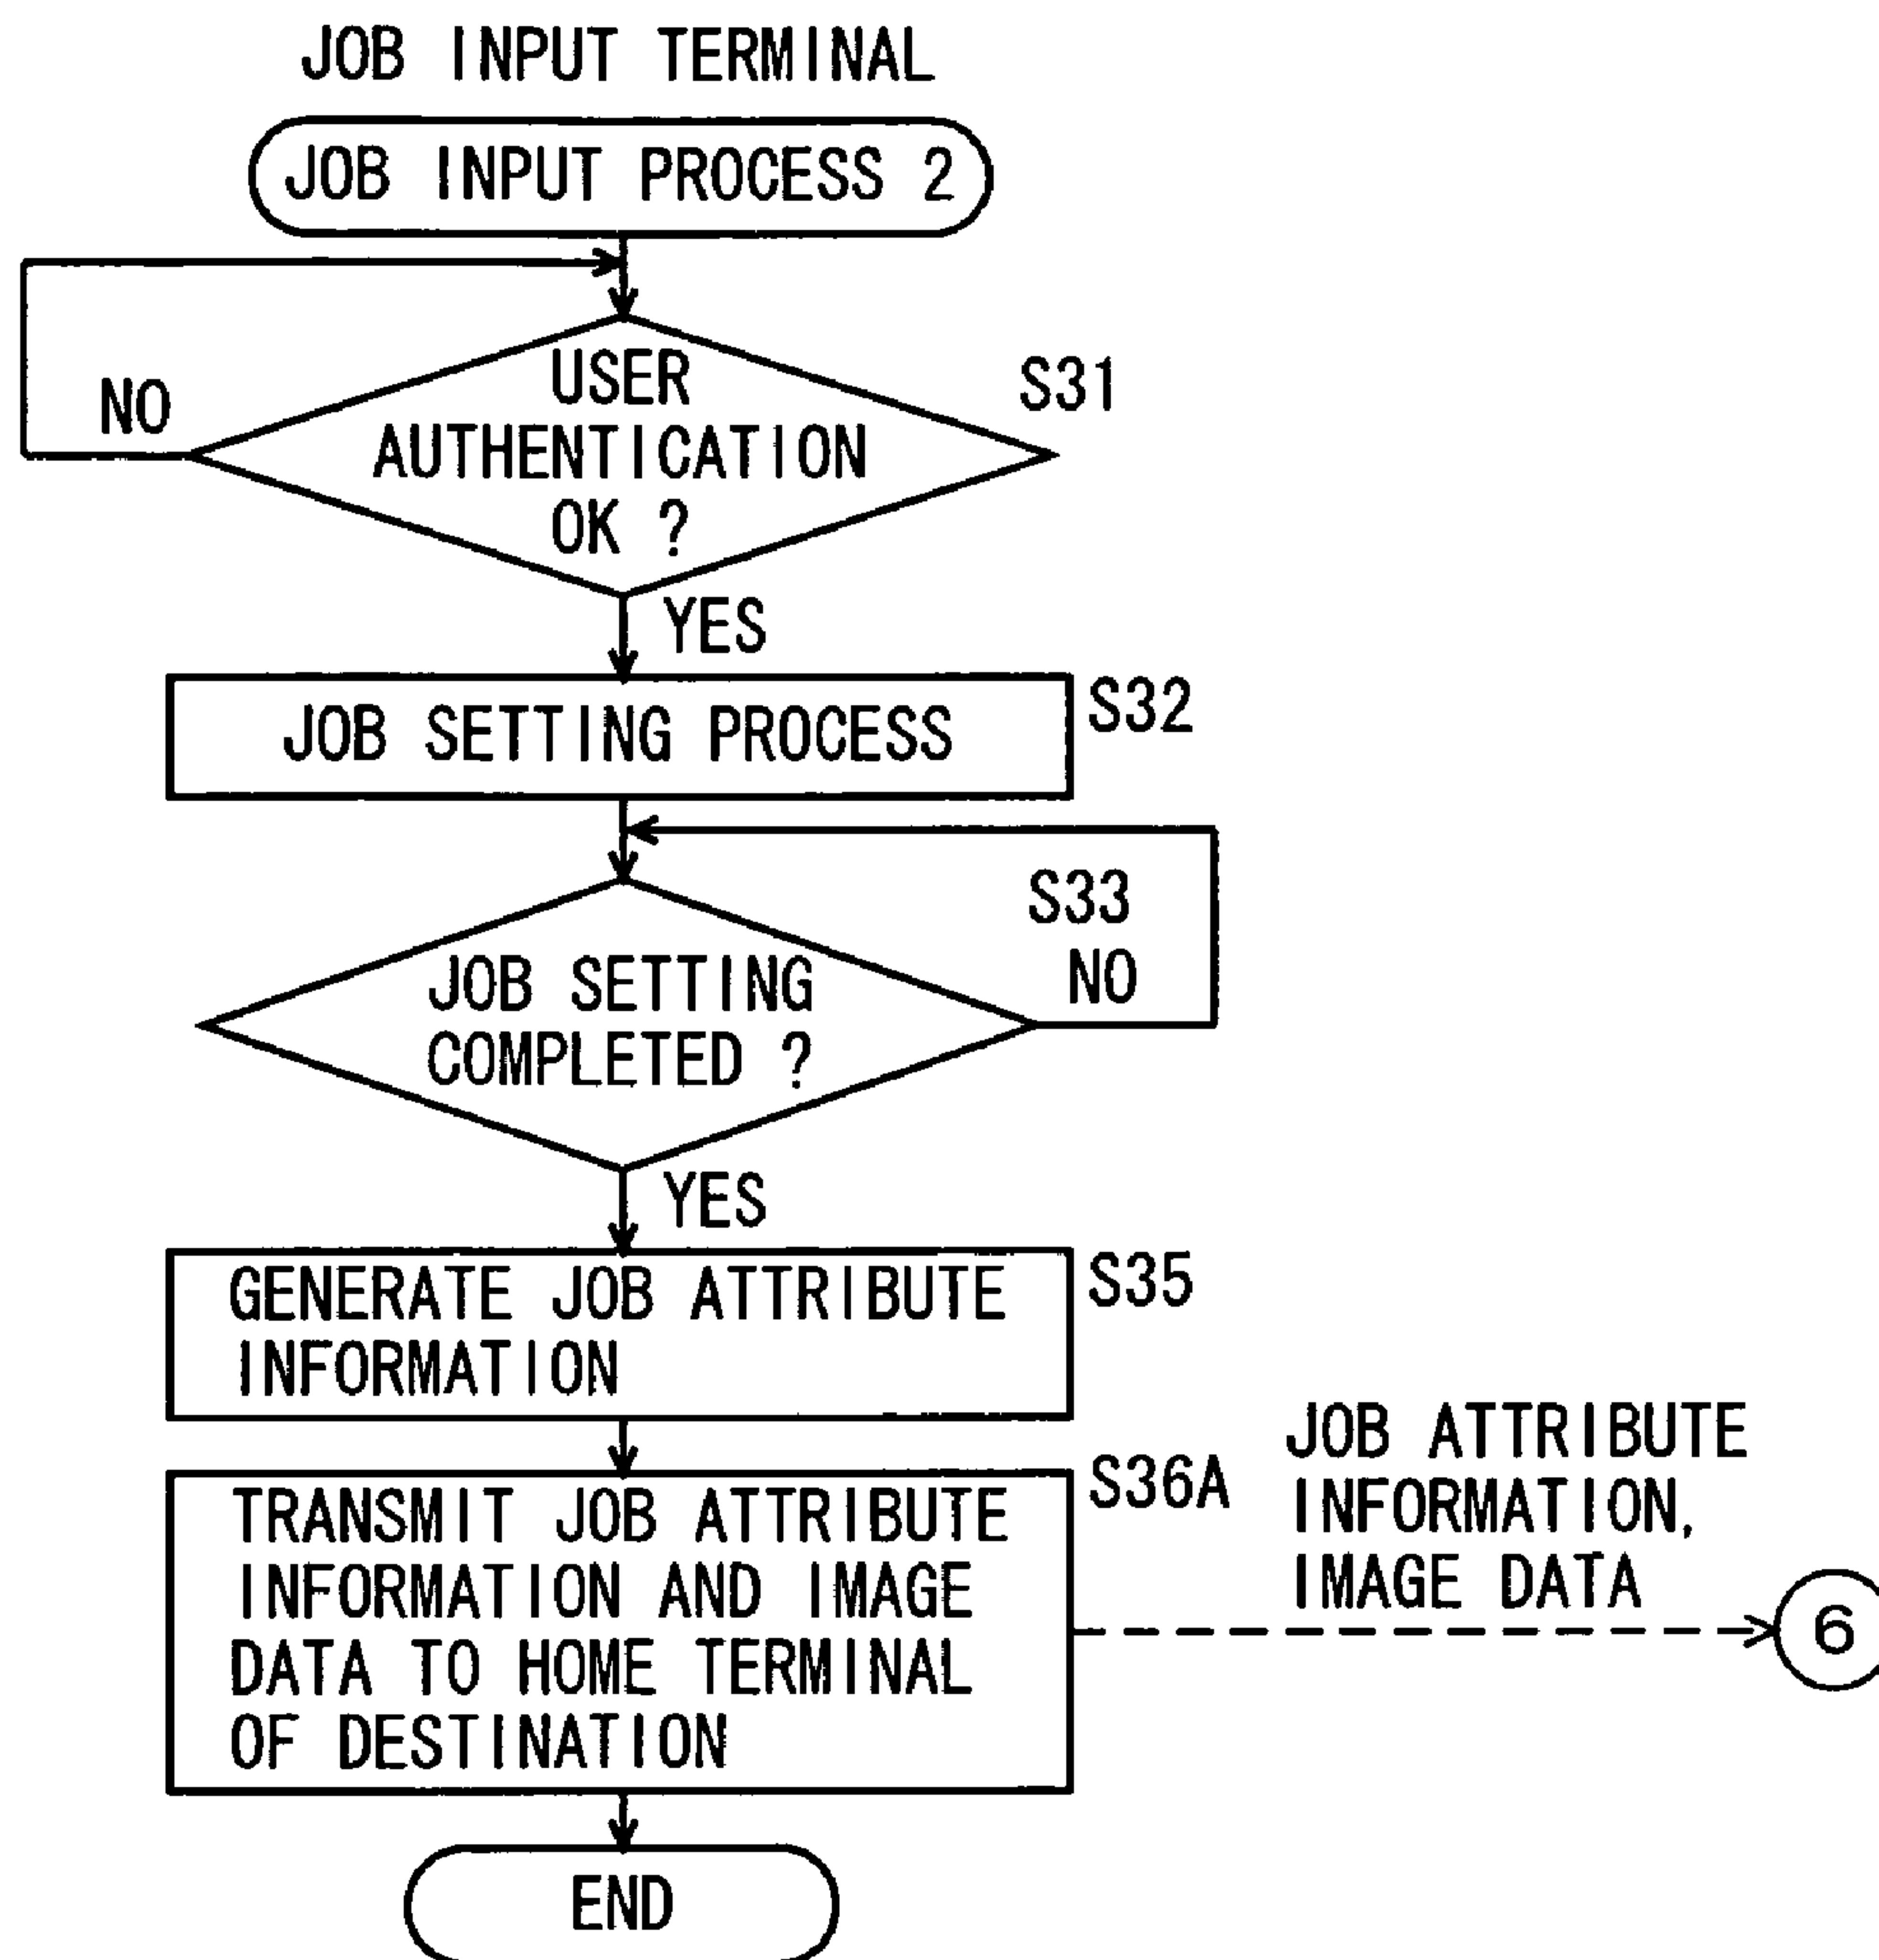 JOB INPUT TERMINAL
JOB INPUT PROCESS 2
USER
AUTHENTICATION
OK ?
S31
NO
YES
JOB SETTING PROCESS
S32
S33
NO
JOB SETTING
COMPLETED ?
YES
GENERATE JOB ATTRIBUTE
INFORMATION
S35
TRANSMIT JOB ATTRIBUTE
INFORMATION AND IMAGE
DATA TO HOME TERMINAL
OF DESTINATION
S36A
JOB ATTRIBUTE
INFORMATION,
IMAGE DATA
6
END